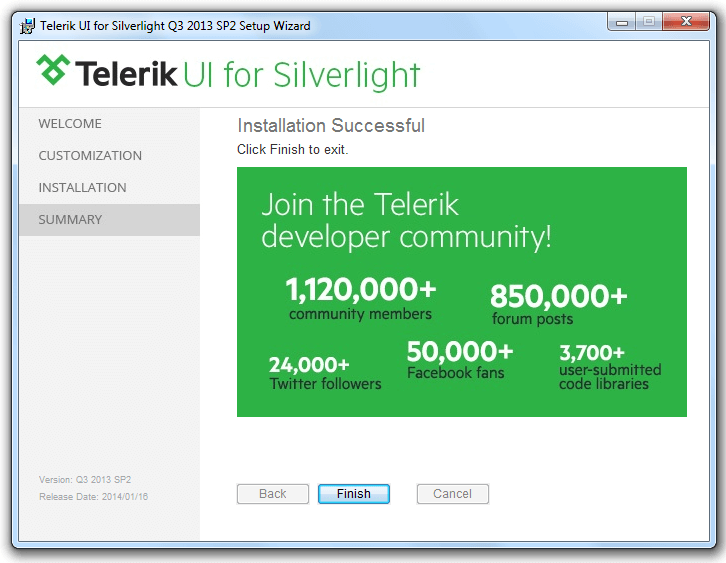 Telerik UI for Silverlight Q3 2013 SP2 Setup Wizard
Telerik UI for Silverlight
WELCOME
CUSTOMIZATION
INSTALLATION
SUMMARY
Version: Q3 2013 SP2
Release Date: 2014/01/16
Installation Successful
Click Finish to exit.
Join the Telerik
developer community!
1,120,000+
community members
850,000+
forum posts
24,000+
Twitter followers
50,000+
Facebook fans
3,700+
user-submitted
code libraries
Back
Finish
Cancel